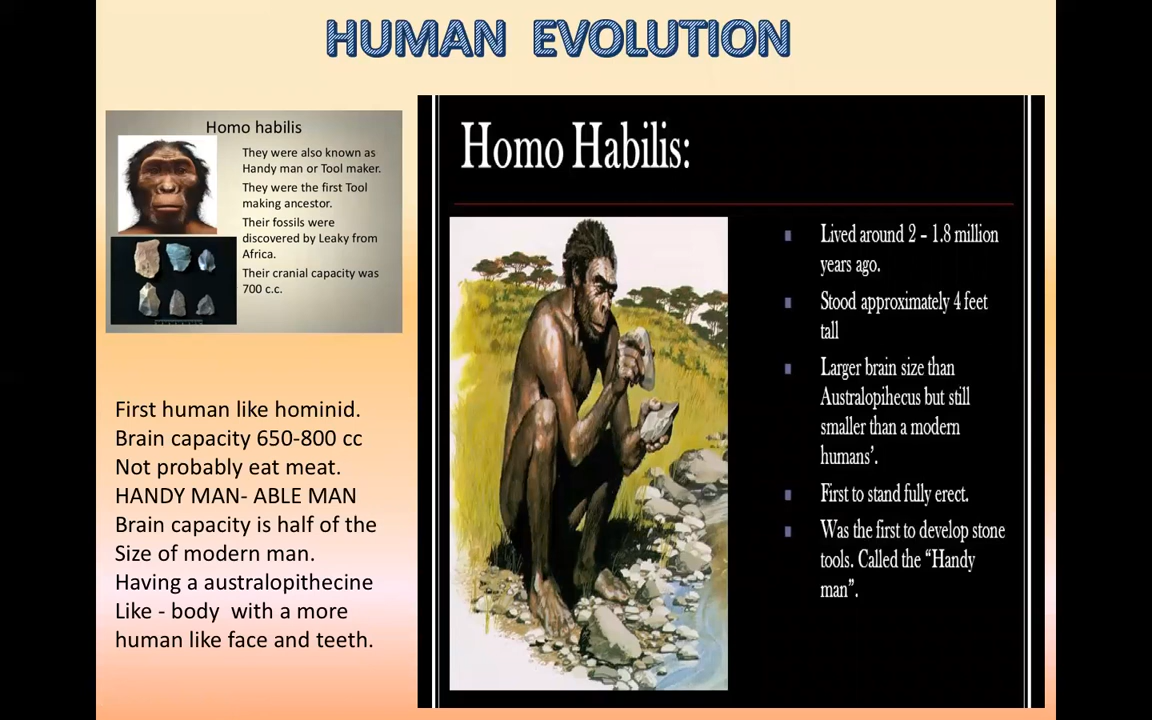 HUMAN EVOLUTION
Homo habilis
They were also known as
Handy man or Tool maker.
They were the first Tool
making ancestor.
Their fossils were
discovered by Leaky from
Africa.
Their cranial capacity was
700 c.c.
First human like hominid.
Brain capacity 650-800 cc
Not probably eat meat.
HANDY MAN- ABLE MAN
Brain capacity is half of the
Size of modern man.
Having a australopithecine
Like - body with a more
human like face and teeth.
Homo Habilis:
Lived around 2 – 1.8 million
years ago.
Stood approximately 4 feet
tall
Larger brain size than
Australopihecus but still
smaller than a modern
humans’.
First to stand fully erect.
Was the first to develop stone
tools. Called the “Handy
man”.